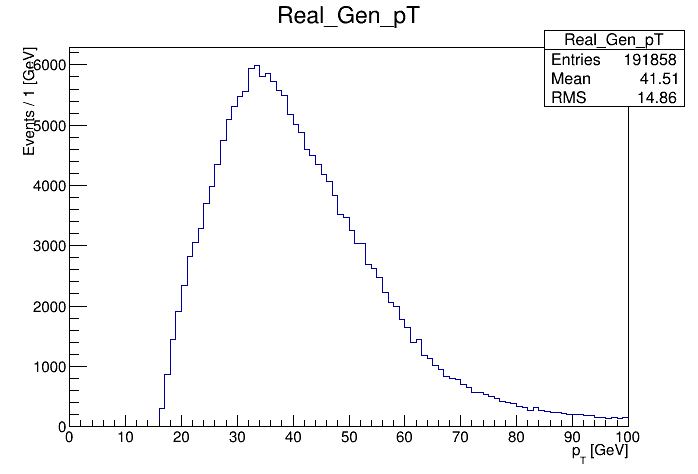 Real_Gen_pT
Real_Gen_pT
Entries 191858
Mean 41.51
RMS 14.86
Events / 1 [GeV]
6000
5000
4000
3000
2000
1000
0
0 10 20 30 40 50 60 70 80 90 100
p_T [GeV]